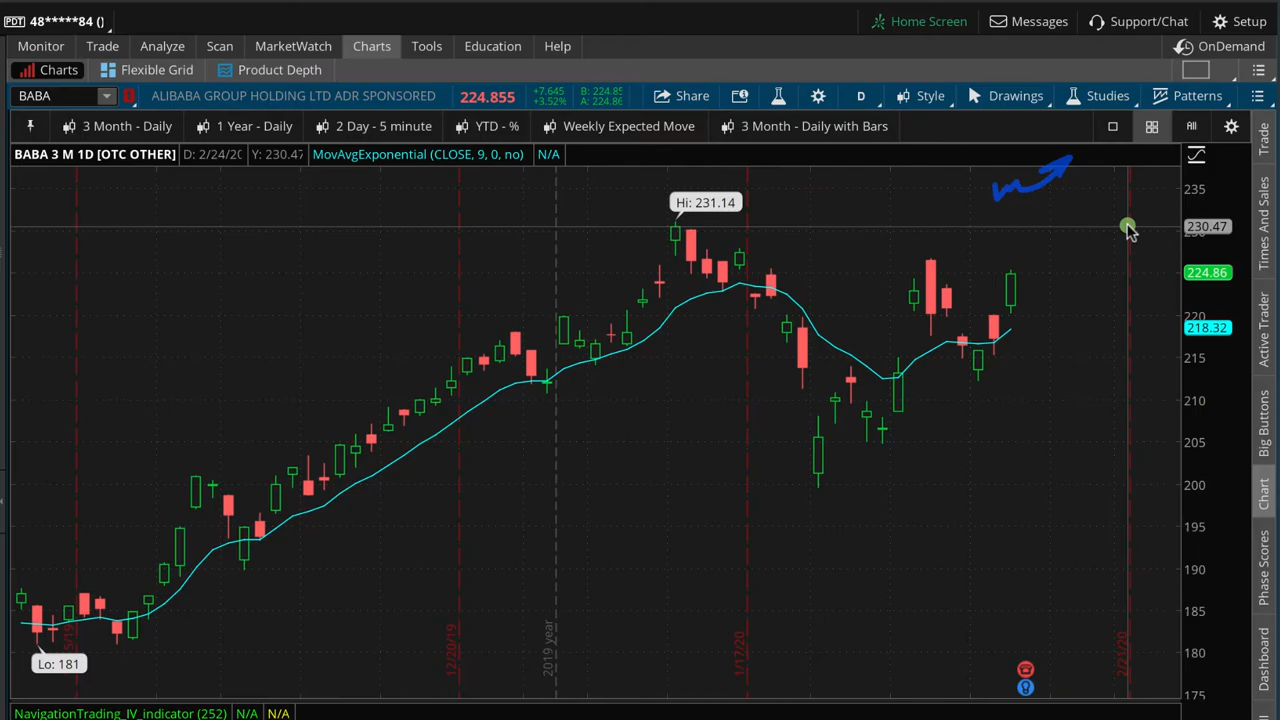 PDT 48*****84 ()
Home Screen Messages Support/Chat Setup
Monitor Trade Analyze Scan MarketWatch Charts Tools Education Help OnDemand
Charts Flexible Grid Product Depth
BABA ALIBABA GROUP HOLDING LTD ADR SPONSORED 224.855 +7.645 +3.52% B: 224.85 A: 224.86 Share D Style Drawings Studies Patterns
3 Month - Daily 1 Year - Daily 2 Day - 5 minute YTD - % Weekly Expected Move 3 Month - Daily with Bars All
BABA 3 M 1D [OTC OTHER] D: 2/24/20 Y: 230.47 MovAvgExponential (CLOSE, 9, 0, no) N/A
235
Hi: 231.14
230.47
224.86
220
218.32
215
210
205
200
195
190
185
180
175
Lo: 181
12/20/19
2019 year
1/17/20
2/21/20
NavigationTrading_IV_indicator (252) N/A N/A
Trade
Times And Sales
Active Trader
Big Buttons
Chart
Phase Scores
Dashboard